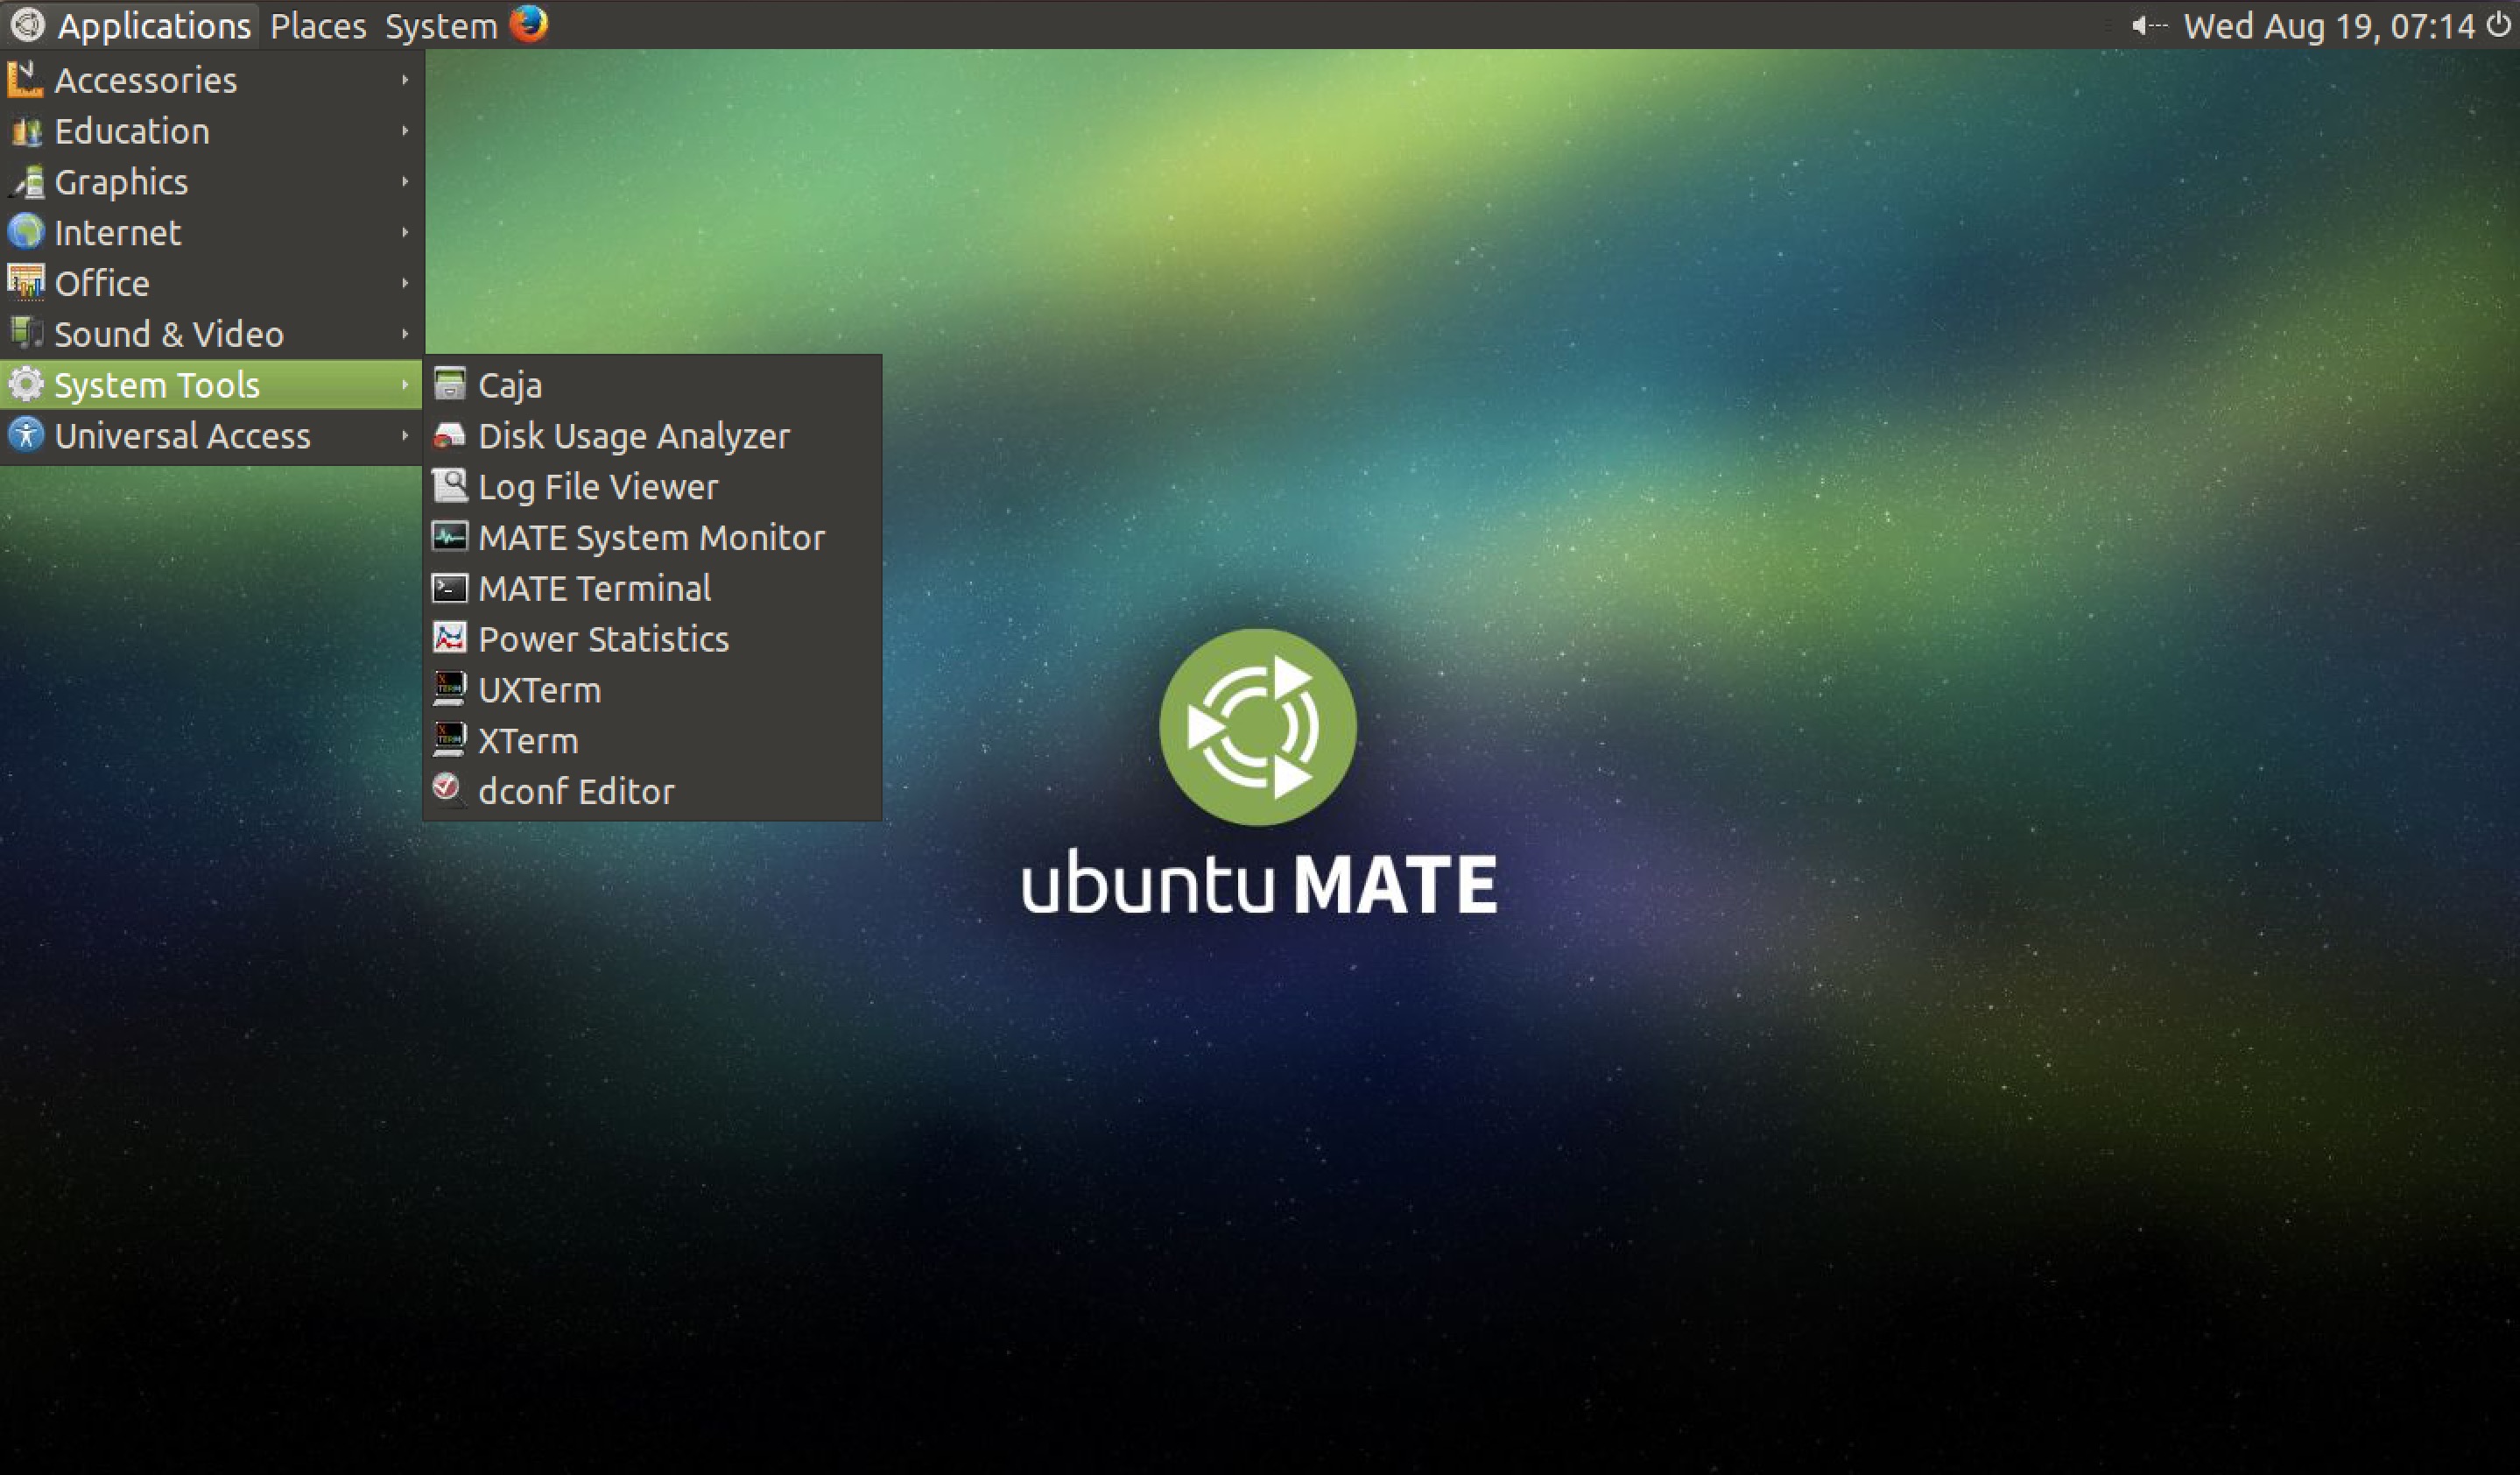 Applications Places System
Wed Aug 19, 07:14
Accessories
Education
Graphics
Internet
Office
Sound & Video
System Tools
Universal Access
Caja
Disk Usage Analyzer
Log File Viewer
MATE System Monitor
MATE Terminal
Power Statistics
UXTerm
XTerm
dconf Editor
ubuntu MATE